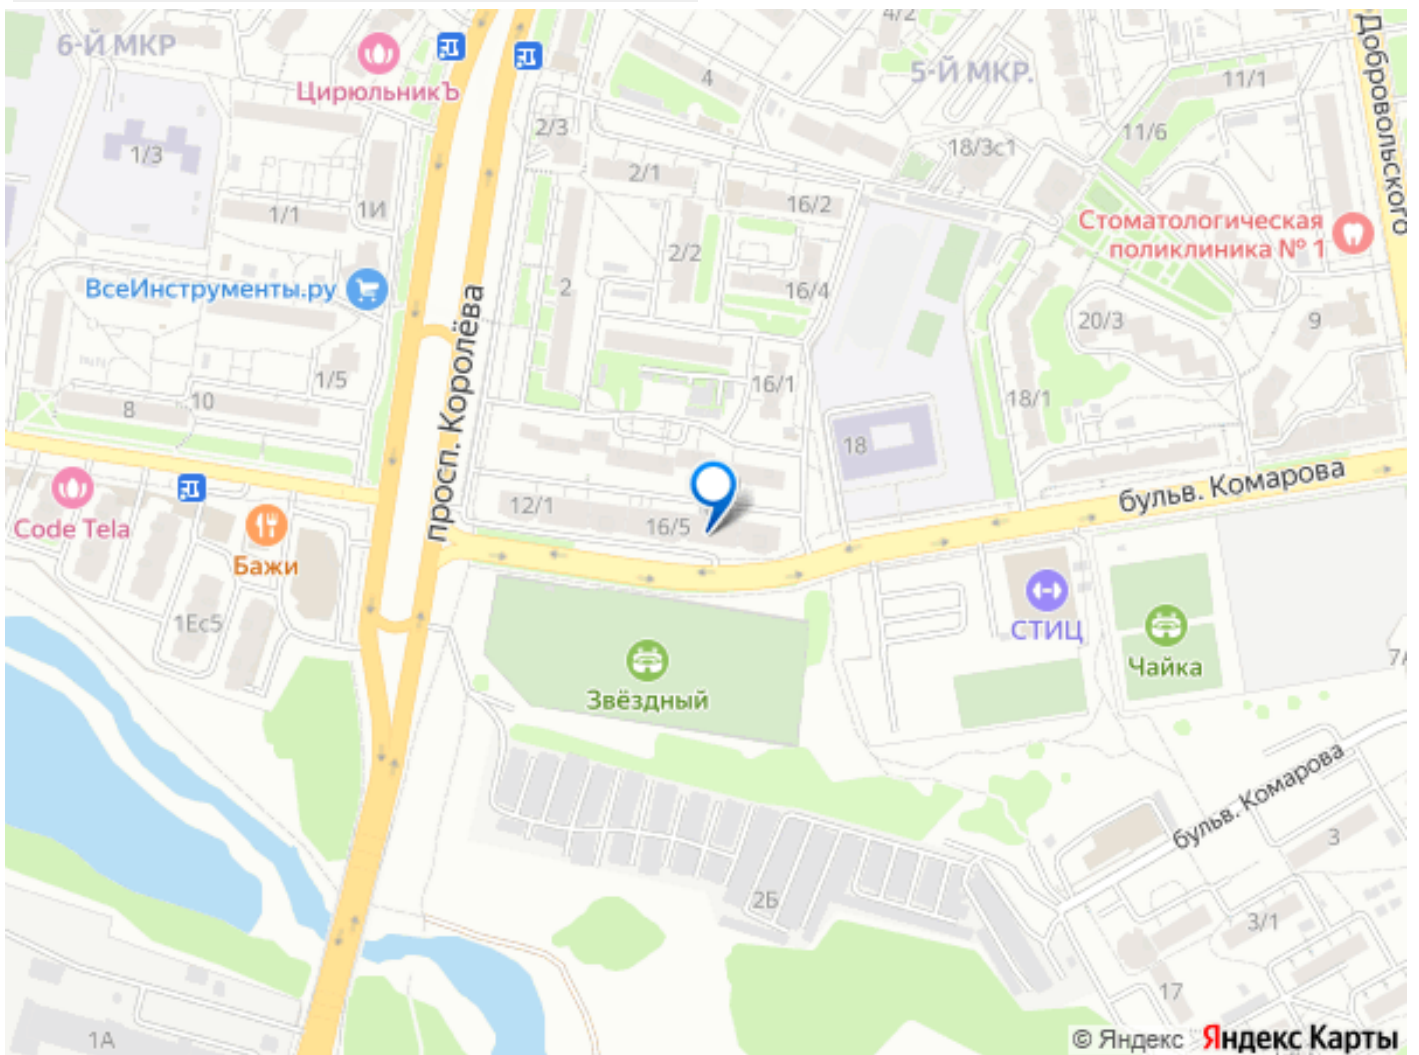 4/2
6-Й МКР
ЦирюльникЪ
4
5-Й МКР.
11/1
Добровольского
2/3
11/6
1/3
18/3с1
2/1
1/1
1И
16/2
Стоматологическая
поликлиника № 1
2/2
ВсеИнструменты.ру
2
16/4
20/3
9
просп. Королёва
1/5
16/1
18/1
8
10
18
бульв. Комарова
12/1
16/5
Code Tela
Бажи
1Ес5
СТИЦ
Чайка
7А
Звёздный
бульв. Комарова
3
2Б
3/1
17
1А
© Яндекс Яндекс Карты